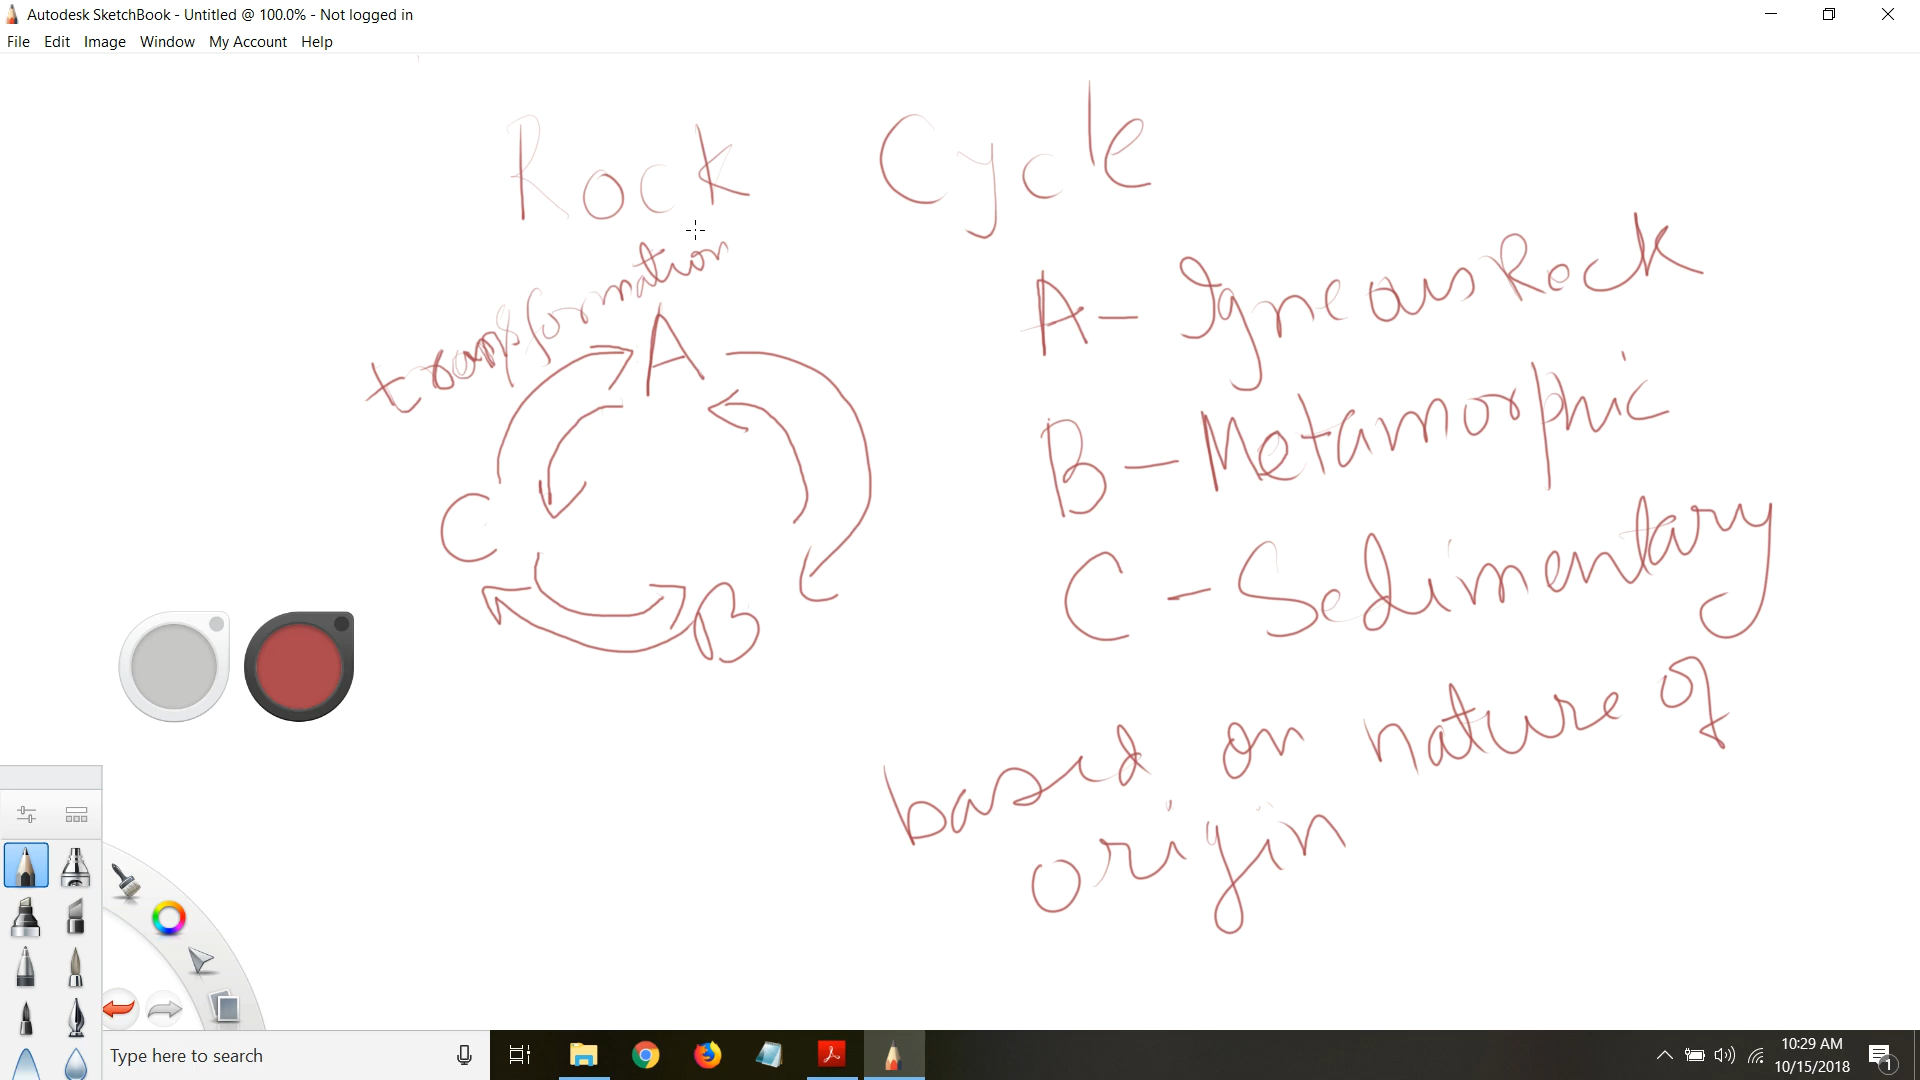 Autodesk SketchBook - Untitled @ 100.0% - Not logged in
File Edit Image Window My Account Help
Rock Cycle
transformation
A
C
B
A - Igneous Rock
B - Metamorphic
C - Sedimentary
based on nature of
origin
Type here to search
10:29 AM
10/15/2018
1